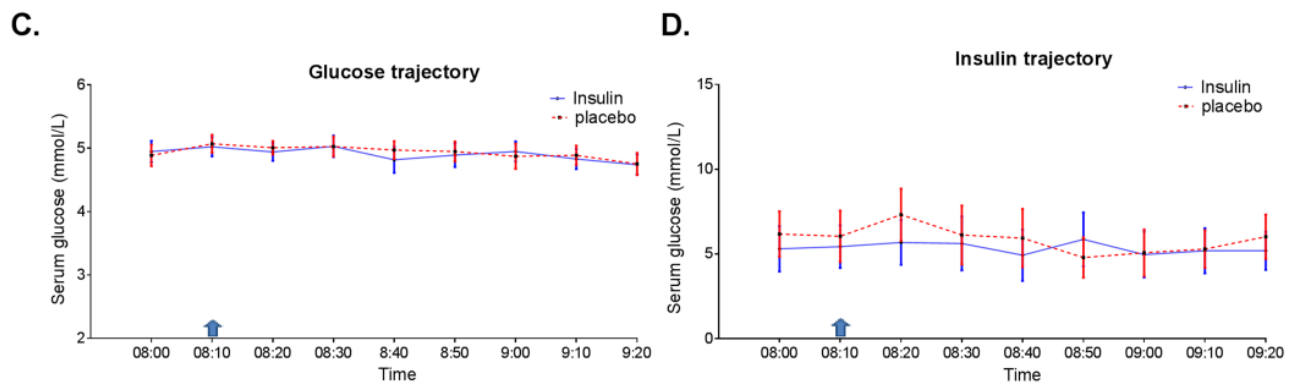 C.
Glucose trajectory
Insulin
placebo
Serum glucose (mmol/L)
6
5
4
3
2
08:00 08:10 08:20 08:30 8:40 8:50 9:00 9:10 9:20
Time
D.
Insulin trajectory
Insulin
placebo
Serum glucose (mmol/L)
15
10
5
0
08:00 08:10 08:20 08:30 08:40 08:50 09:00 09:10 09:20
Time